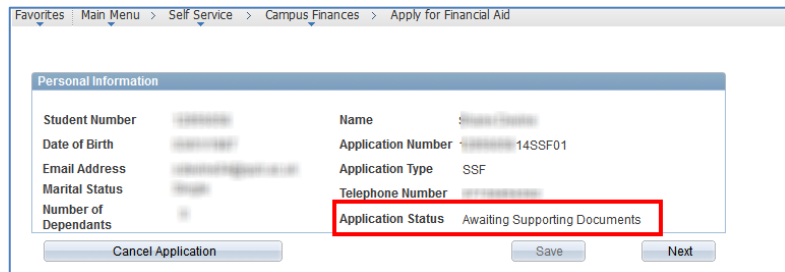 Favorites Main Menu > Self Service > Campus Finances > Apply for Financial Aid
Personal Information
Student Number Name
Date of Birth Application Number 14SSF01
Email Address Application Type SSF
Marital Status Telephone Number
Number of Dependants Application Status Awaiting Supporting Documents
Cancel Application Save Next